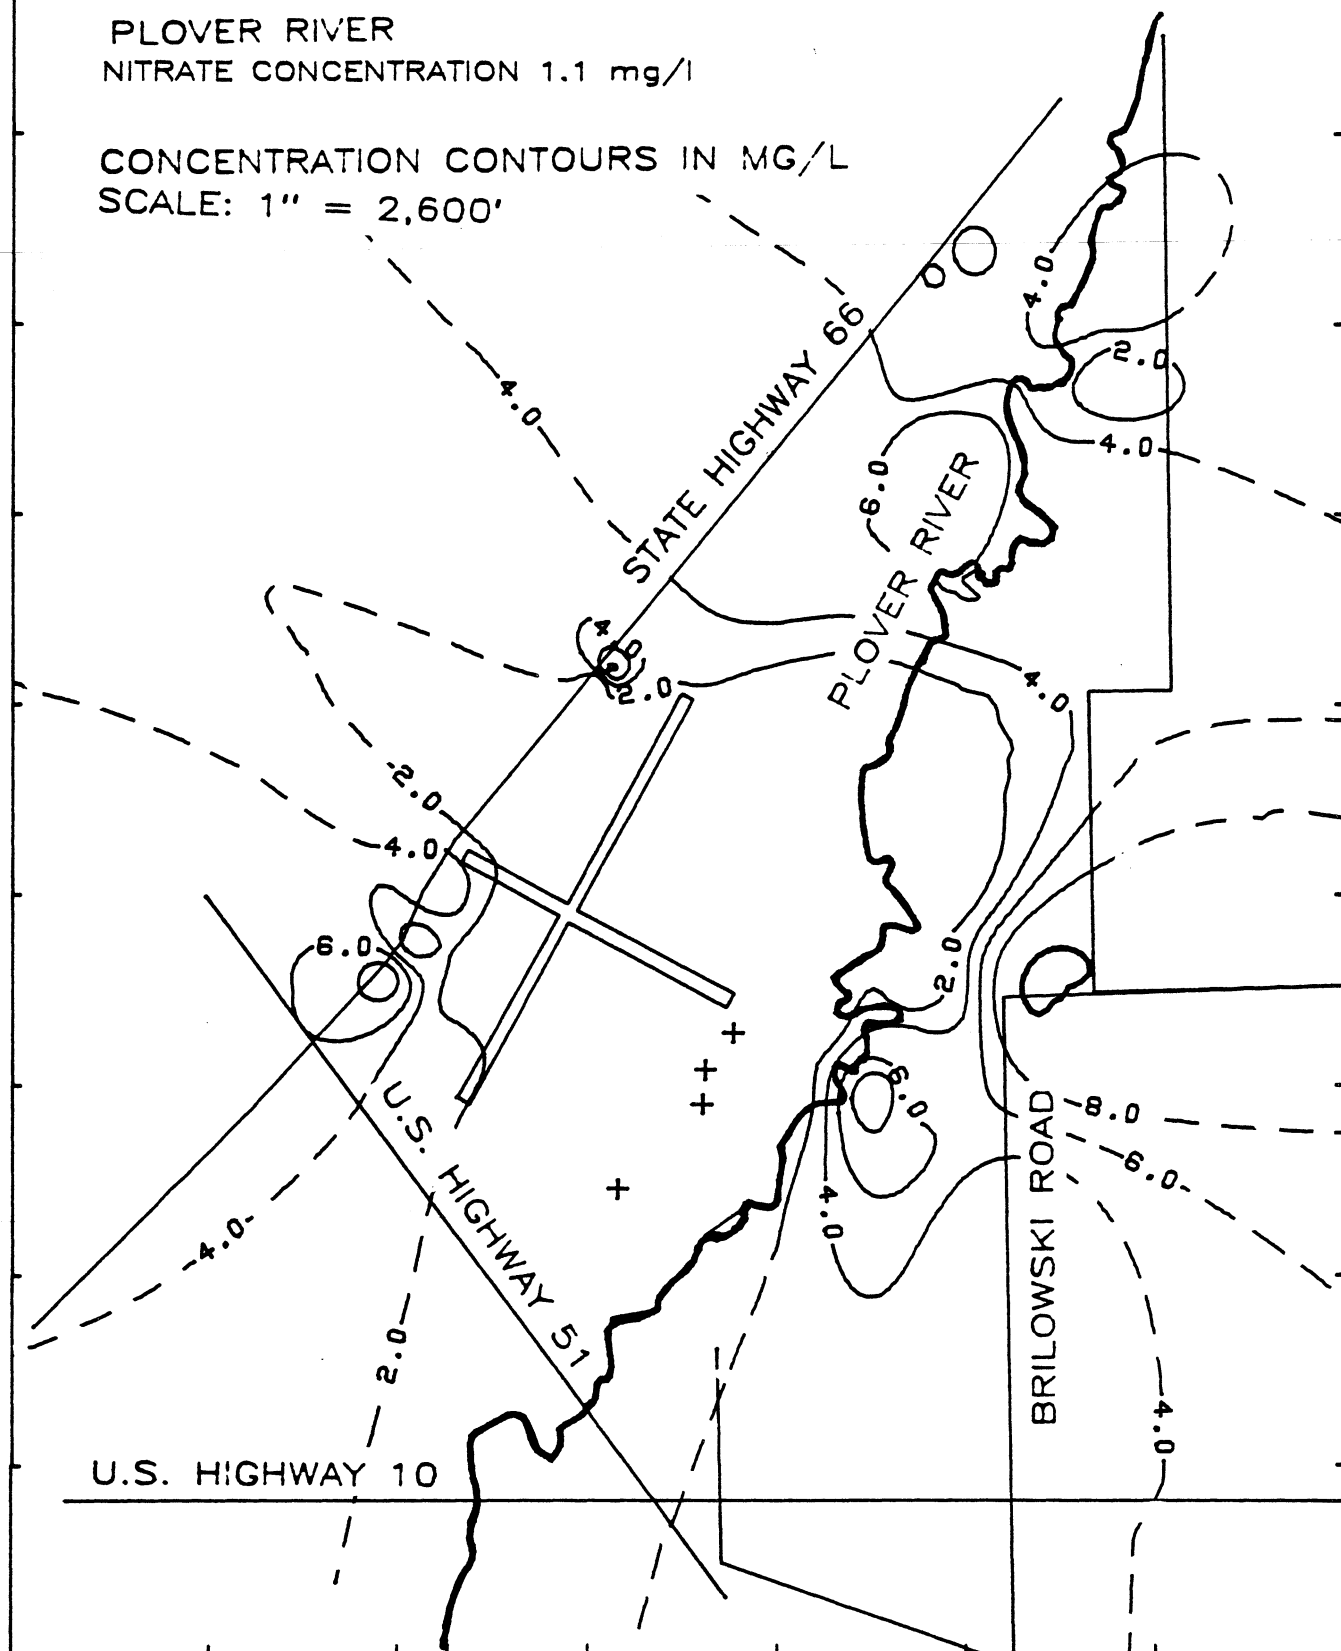 PLOVER RIVER
NITRATE CONCENTRATION 1.1 mg/l
CONCENTRATION CONTOURS IN MG/L
SCALE: 1" = 2,600'
4.0
2.0
4.0
STATE HIGHWAY 66
4.0
6.0
PLOVER RIVER
4.0
2.0
4.0
2.0
4.0
6.0
2.0
6.0
8.0
6.0
4.0
U.S. HIGHWAY 51
4.0
2.0
BRILOWSKI ROAD
4.0
U.S. HIGHWAY 10